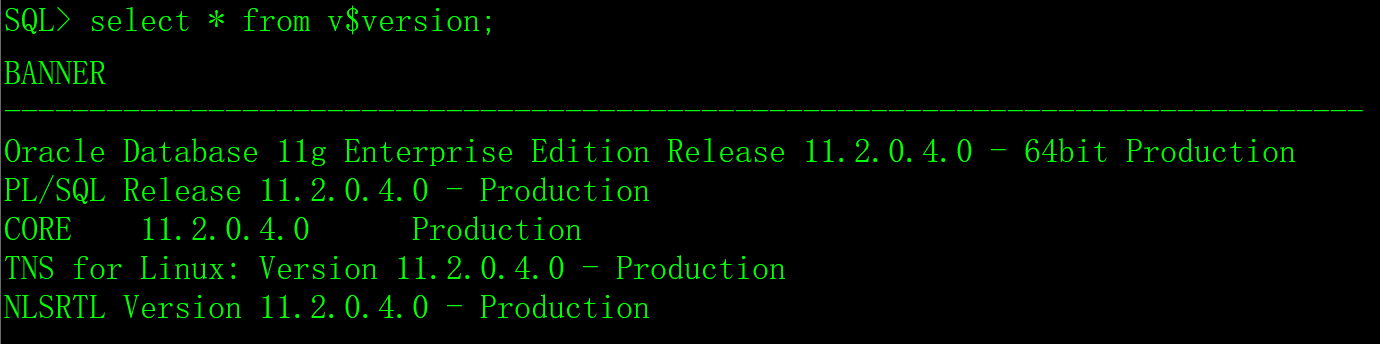 SQL> select * from v$version;
BANNER
--------------------------------------------------------------------------------
Oracle Database 11g Enterprise Edition Release 11.2.0.4.0 - 64bit Production
PL/SQL Release 11.2.0.4.0 - Production
CORE    11.2.0.4.0      Production
TNS for Linux: Version 11.2.0.4.0 - Production
NLSRTL Version 11.2.0.4.0 - Production